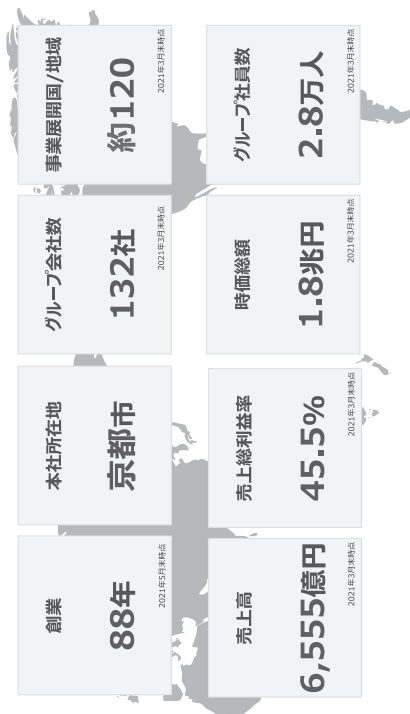 創業
88年
2021年5月末時点
本社所在地
京都市
グループ会社数
132社
2021年3月末時点
事業展開国/地域
約120
2021年3月末時点
売上高
6,555億円
2021年3月末時点
売上総利益率
45.5%
2021年3月末時点
時価総額
1.8兆円
2021年3月末時点
グループ社員数
2.8万人
2021年3月末時点